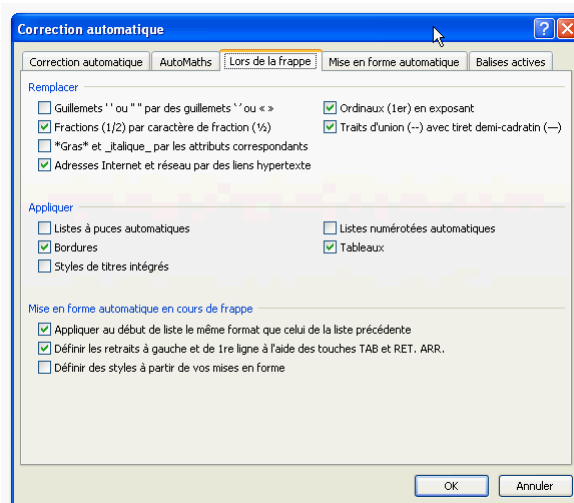 Correction automatique
Correction automatique AutoMaths Lors de la frappe Mise en forme automatique Balises actives
Remplacer
Guillemets ' ' ou " " par des guillemets ` ' ou « » Ordinaux (1er) en exposant
Fractions (1/2) par caractère de fraction (½) Traits d'union (--) avec tiret demi-cadratin (—)
*Gras* et _italique_ par les attributs correspondants
Adresses Internet et réseau par des liens hypertexte
Appliquer
Listes à puces automatiques Listes numérotées automatiques
Bordures Tableaux
Styles de titres intégrés
Mise en forme automatique en cours de frappe
Appliquer au début de liste le même format que celui de la liste précédente
Définir les retraits à gauche et de 1re ligne à l'aide des touches TAB et RET. ARR.
Définir des styles à partir de vos mises en forme
OK Annuler